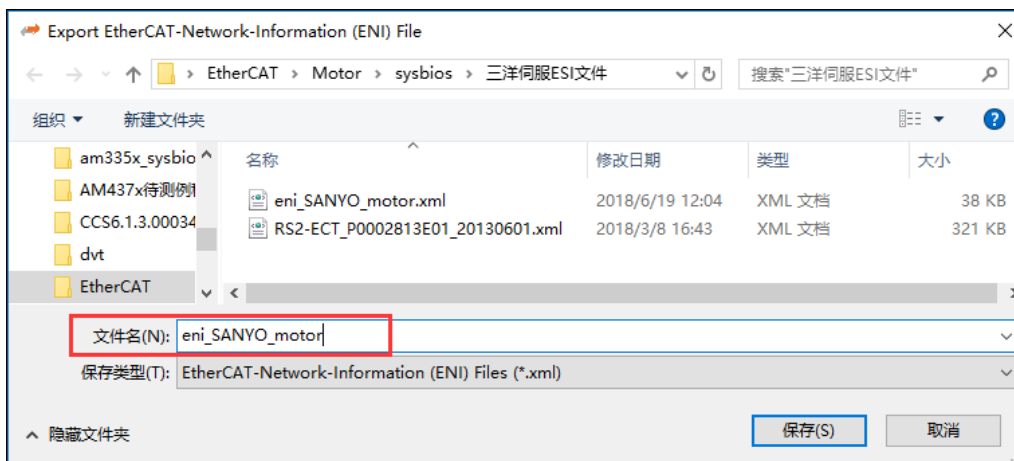 Export EtherCAT-Network-Information (ENI) File
EtherCAT › Motor › sysbios › 三洋伺服ESI文件
搜索"三洋伺服ESI文件"
组织 新建文件夹
am335x_sysbio
AM437x待测例程
CCS6.1.3.00034
dvt
EtherCAT
名称 修改日期 类型 大小
eni_SANYO_motor.xml 2018/6/19 12:04 XML 文档 38 KB
RS2-ECT_P0002813E01_20130601.xml 2018/3/8 16:43 XML 文档 321 KB
文件名(N): eni_SANYO_motor
保存类型(T): EtherCAT-Network-Information (ENI) Files (*.xml)
隐藏文件夹
保存(S) 取消